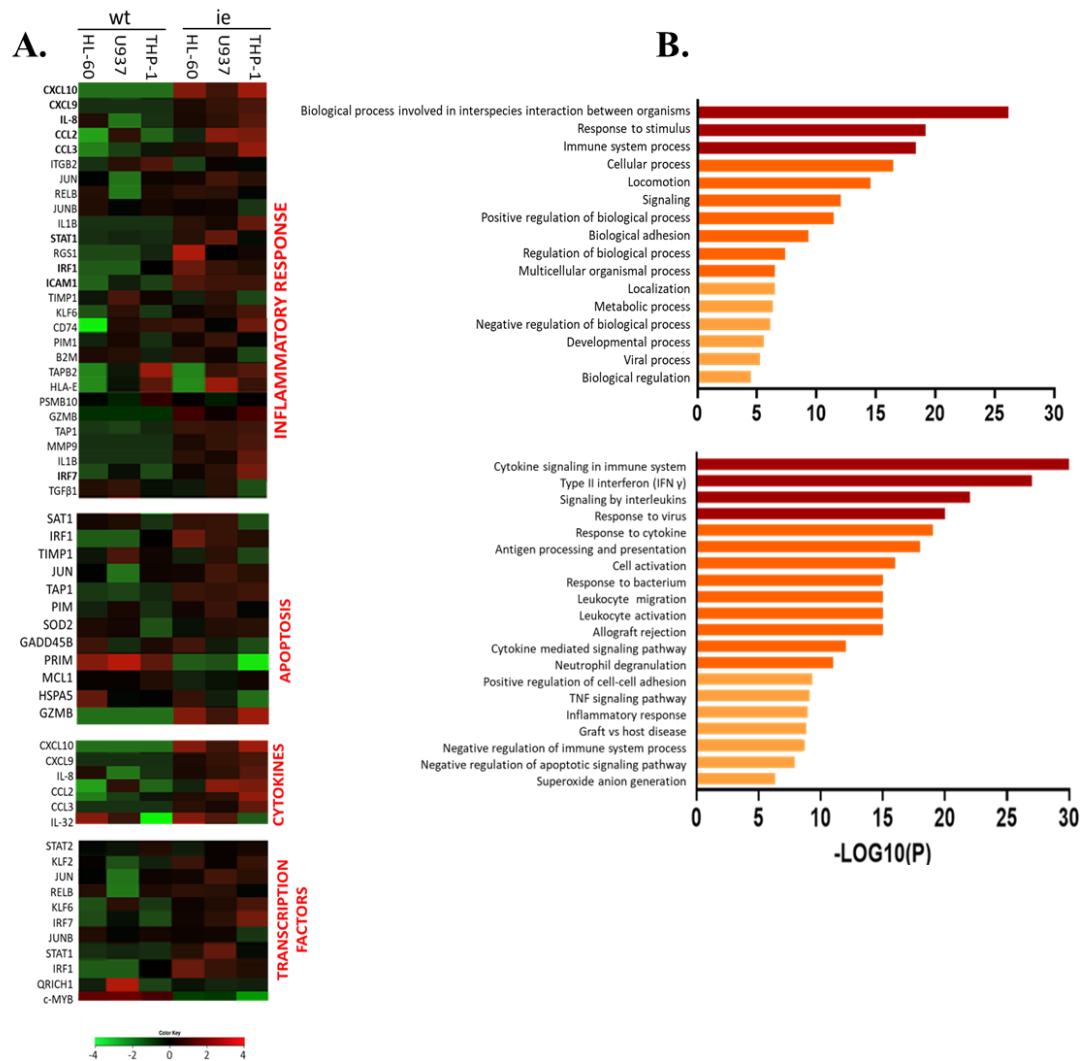 A.
wt ie
HL-60 U937 THP-1 HL-60 U937 THP-1
CXCL10
CXCL9
IL-8
CCL2
CCL3
ITGB2
JUN
RELB
JUNB
IL1B
STAT1
RGS1
IRF1
ICAM1
TIMP1
KLF6
CD74
PIM1
B2M
TAPB2
HLA-E
PSMB10
GZMB
TAP1
MMP9
IL1B
IRF7
TGFβ1
INFLAMMATORY RESPONSE
SAT1
IRF1
TIMP1
JUN
TAP1
PIM
SOD2
GADD45B
PRIM
MCL1
HSPA5
GZMB
APOPTOSIS
CXCL10
CXCL9
IL-8
CCL2
CCL3
IL-32
CYTOKINES
STAT2
KLF2
JUN
RELB
KLF6
IRF7
JUNB
STAT1
IRF1
QRICH1
c-MYB
TRANSCRIPTION
FACTORS
Color Key
-4 -2 0 2 4
B.
Biological process involved in interspecies interaction between organisms
Response to stimulus
Immune system process
Cellular process
Locomotion
Signaling
Positive regulation of biological process
Biological adhesion
Regulation of biological process
Multicellular organismal process
Localization
Metabolic process
Negative regulation of biological process
Developmental process
Viral process
Biological regulation
0 5 10 15 20 25 30
Cytokine signaling in immune system
Type II interferon (IFN γ)
Signaling by interleukins
Response to virus
Response to cytokine
Antigen processing and presentation
Cell activation
Response to bacterium
Leukocyte migration
Leukocyte activation
Allograft rejection
Cytokine mediated signaling pathway
Neutrophil degranulation
Positive regulation of cell-cell adhesion
TNF signaling pathway
Inflammatory response
Graft vs host disease
Negative regulation of immune system process
Negative regulation of apoptotic signaling pathway
Superoxide anion generation
0 5 10 15 20 25 30
-LOG10(P)